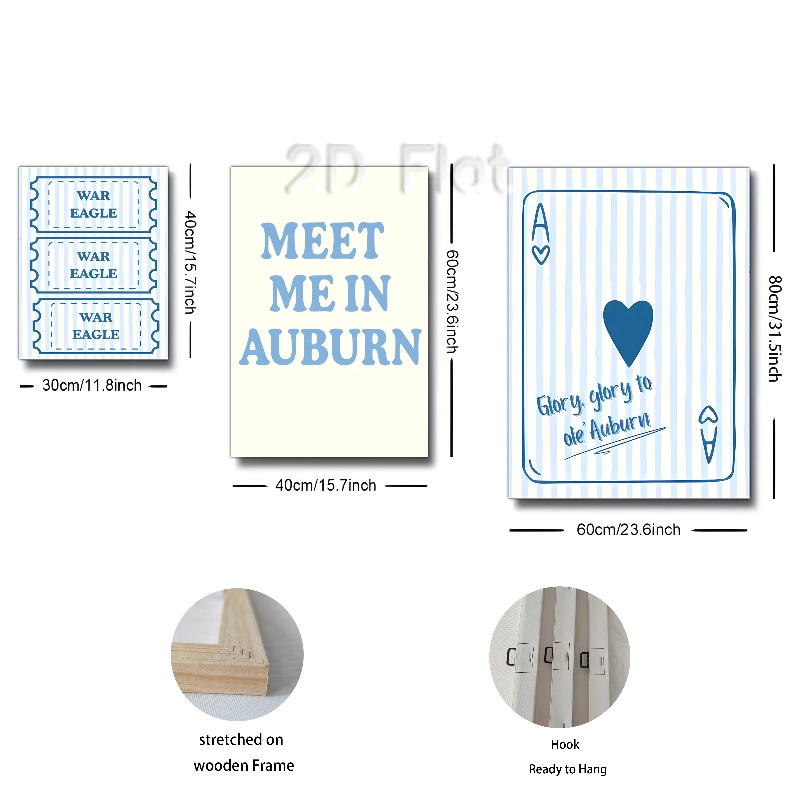 2D Flat
WAR
EAGLE
WAR
EAGLE
WAR
EAGLE
40cm/15.7inch
30cm/11.8inch
MEET
ME IN
AUBURN
60cm/23.6inch
40cm/15.7inch
A
Glory, glory to
ole' Auburn
A
80cm/31.5inch
60cm/23.6inch
stretched on
wooden Frame
Hook
Ready to Hang